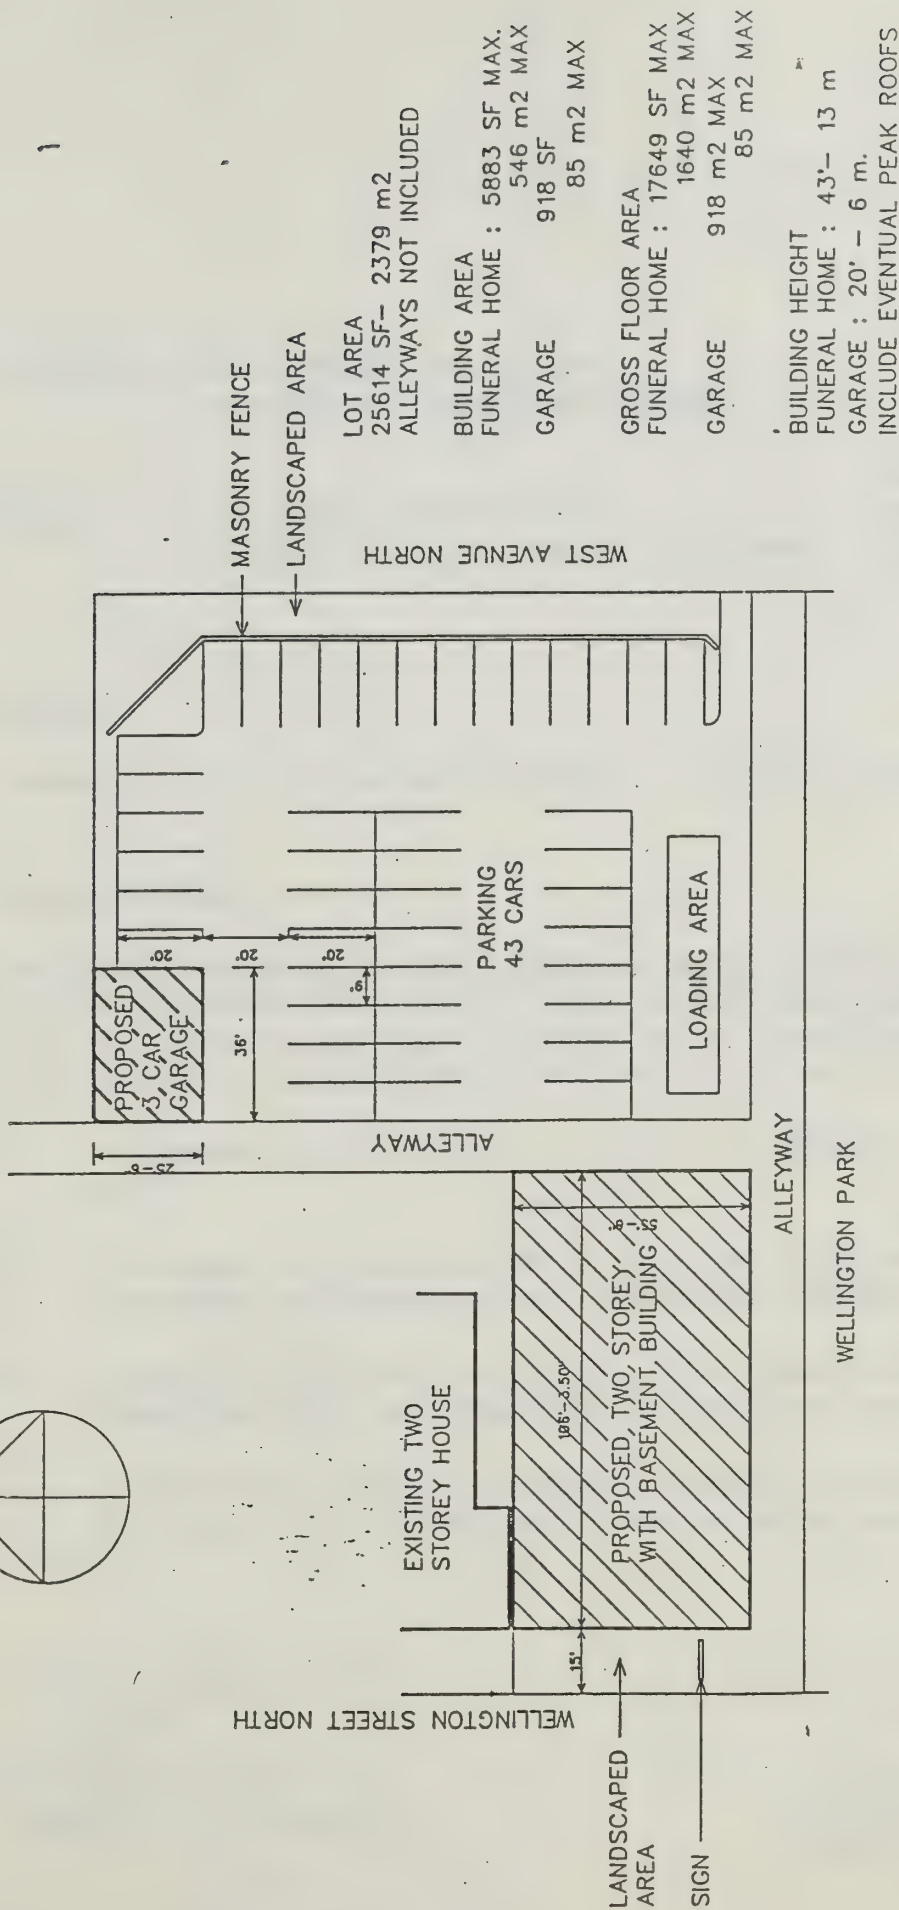 MASONRY FENCE
LANDSCAPED AREA
LOT AREA
25614 SF- 2379 m2
ALLEYWAYS NOT INCLUDED
BUILDING AREA
FUNERAL HOME : 5883 SF MAX.
546 m2 MAX
GARAGE 918 SF
85 m2 MAX
GROSS FLOOR AREA
FUNERAL HOME : 17649 SF MAX
1640 m2 MAX
GARAGE 918 m2 MAX
85 m2 MAX
BUILDING HEIGHT
FUNERAL HOME : 43'- 13 m
GARAGE : 20' - 6 m.
INCLUDE EVENTUAL PEAK ROOFS
WEST AVENUE NORTH
PROPOSED
3 CAR
GARAGE
25-6"
20'
20'
20'
36'
9'
PARKING
43 CARS
LOADING AREA
ALLEYWAY
ALLEYWAY
WELLINGTON PARK
EXISTING TWO
STOREY HOUSE
106'-3.50"
PROPOSED, TWO, STOREY
WITH BASEMENT, BUILDING
15'
WELLINGTON STREET NORTH
LANDSCAPED
AREA
SIGN